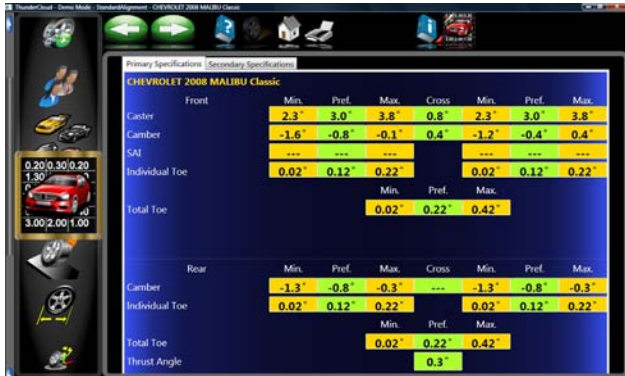 ThunderCloud - Demo Mode - StandardAlignment - CHEVROLET 2008 MALIBU Classic
Primary Specifications Secondary Specifications
CHEVROLET 2008 MALIBU Classic
Front Min. Pref. Max. Cross Min. Pref. Max.
Caster 2.3° 3.0° 3.8° 0.8° 2.3° 3.0° 3.8°
Camber -1.6° -0.8° -0.1° 0.4° -1.2° -0.4° 0.4°
SAI --- --- --- --- --- ---
Individual Toe 0.02° 0.12° 0.22° 0.02° 0.12° 0.22°
Min. Pref. Max.
Total Toe 0.02° 0.22° 0.42°
Rear Min. Pref. Max. Cross Min. Pref. Max.
Camber -1.3° -0.8° -0.3° --- -1.3° -0.8° -0.3°
Individual Toe 0.02° 0.12° 0.22° 0.02° 0.12° 0.22°
Min. Pref. Max.
Total Toe 0.02° 0.22° 0.42°
Thrust Angle 0.3°
0.20 0.30 0.20
1.30
3.00 2.00 1.00